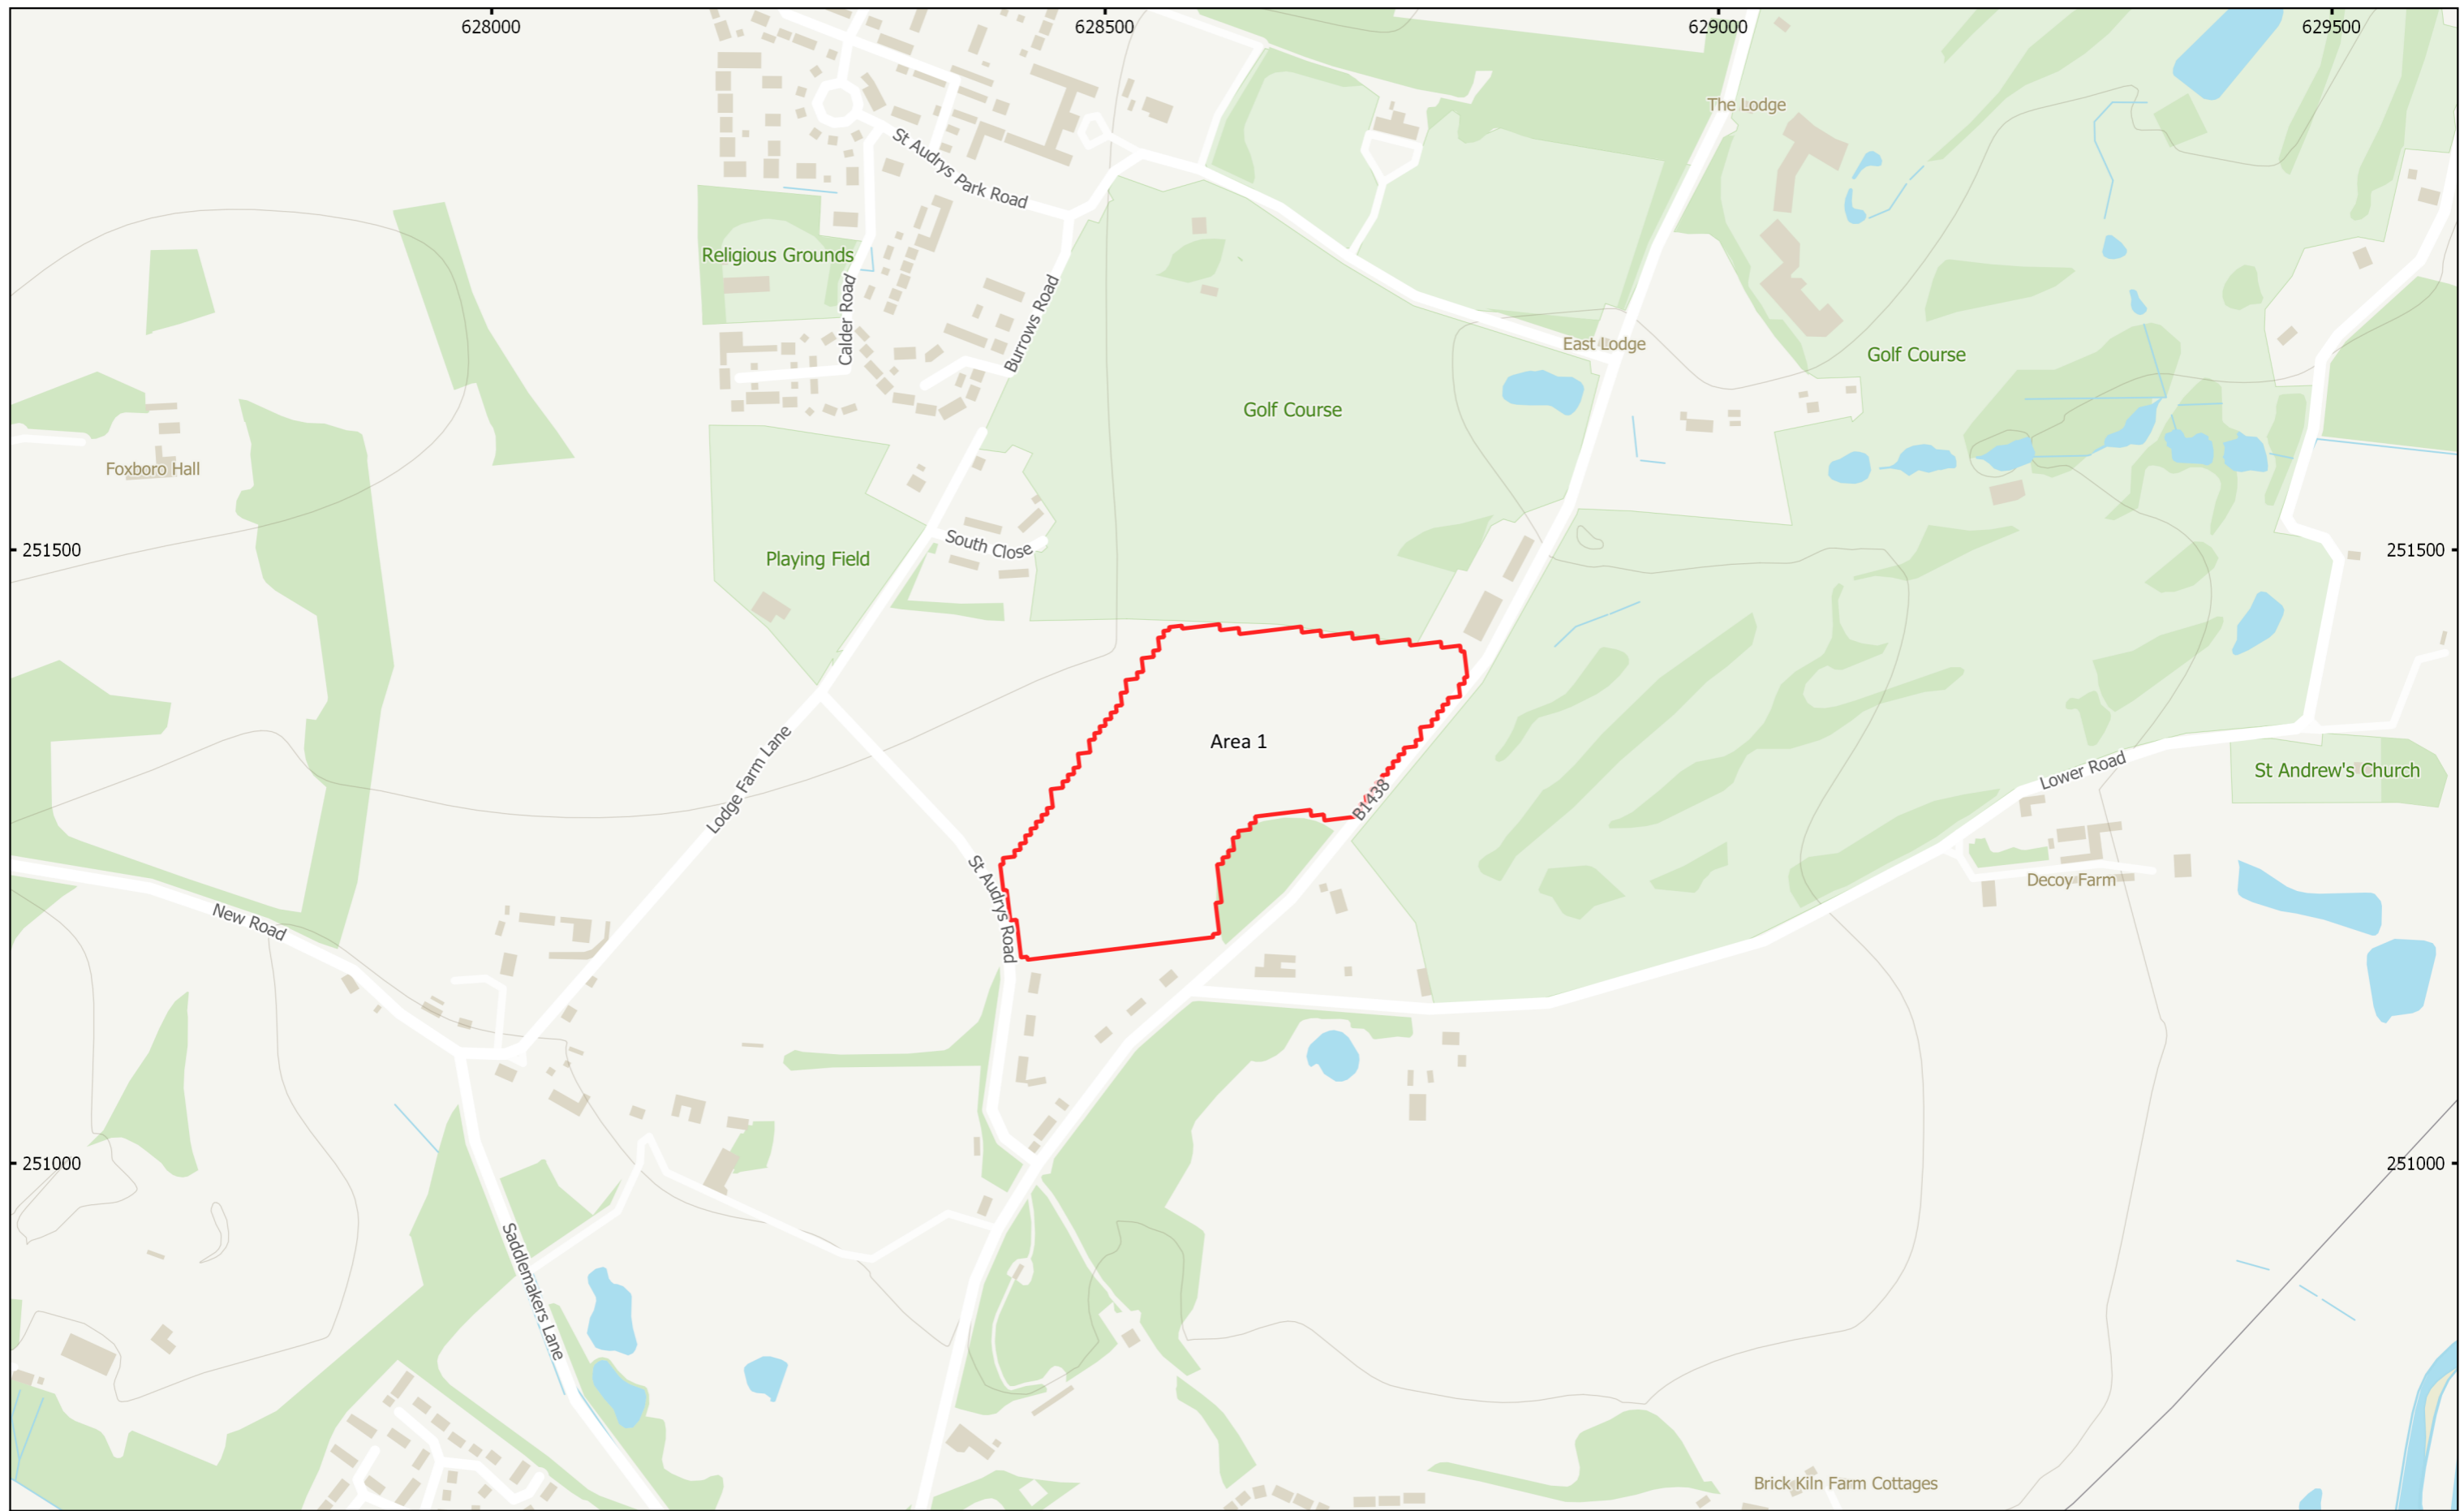 628000
628500
629000
629500
The Lodge
St Audrys Park Road
Religious Grounds
Calder Road
Burrows Road
East Lodge
Golf Course
Golf Course
Foxboro Hall
South Close
251500
Playing Field
251500
Area 1
Lodge Farm Lane
B1438
Lower Road
St Andrew's Church
St Audrys Road
Decoy Farm
New Road
251000
251000
Saddlemakers Lane
Brick Kiln Farm Cottages